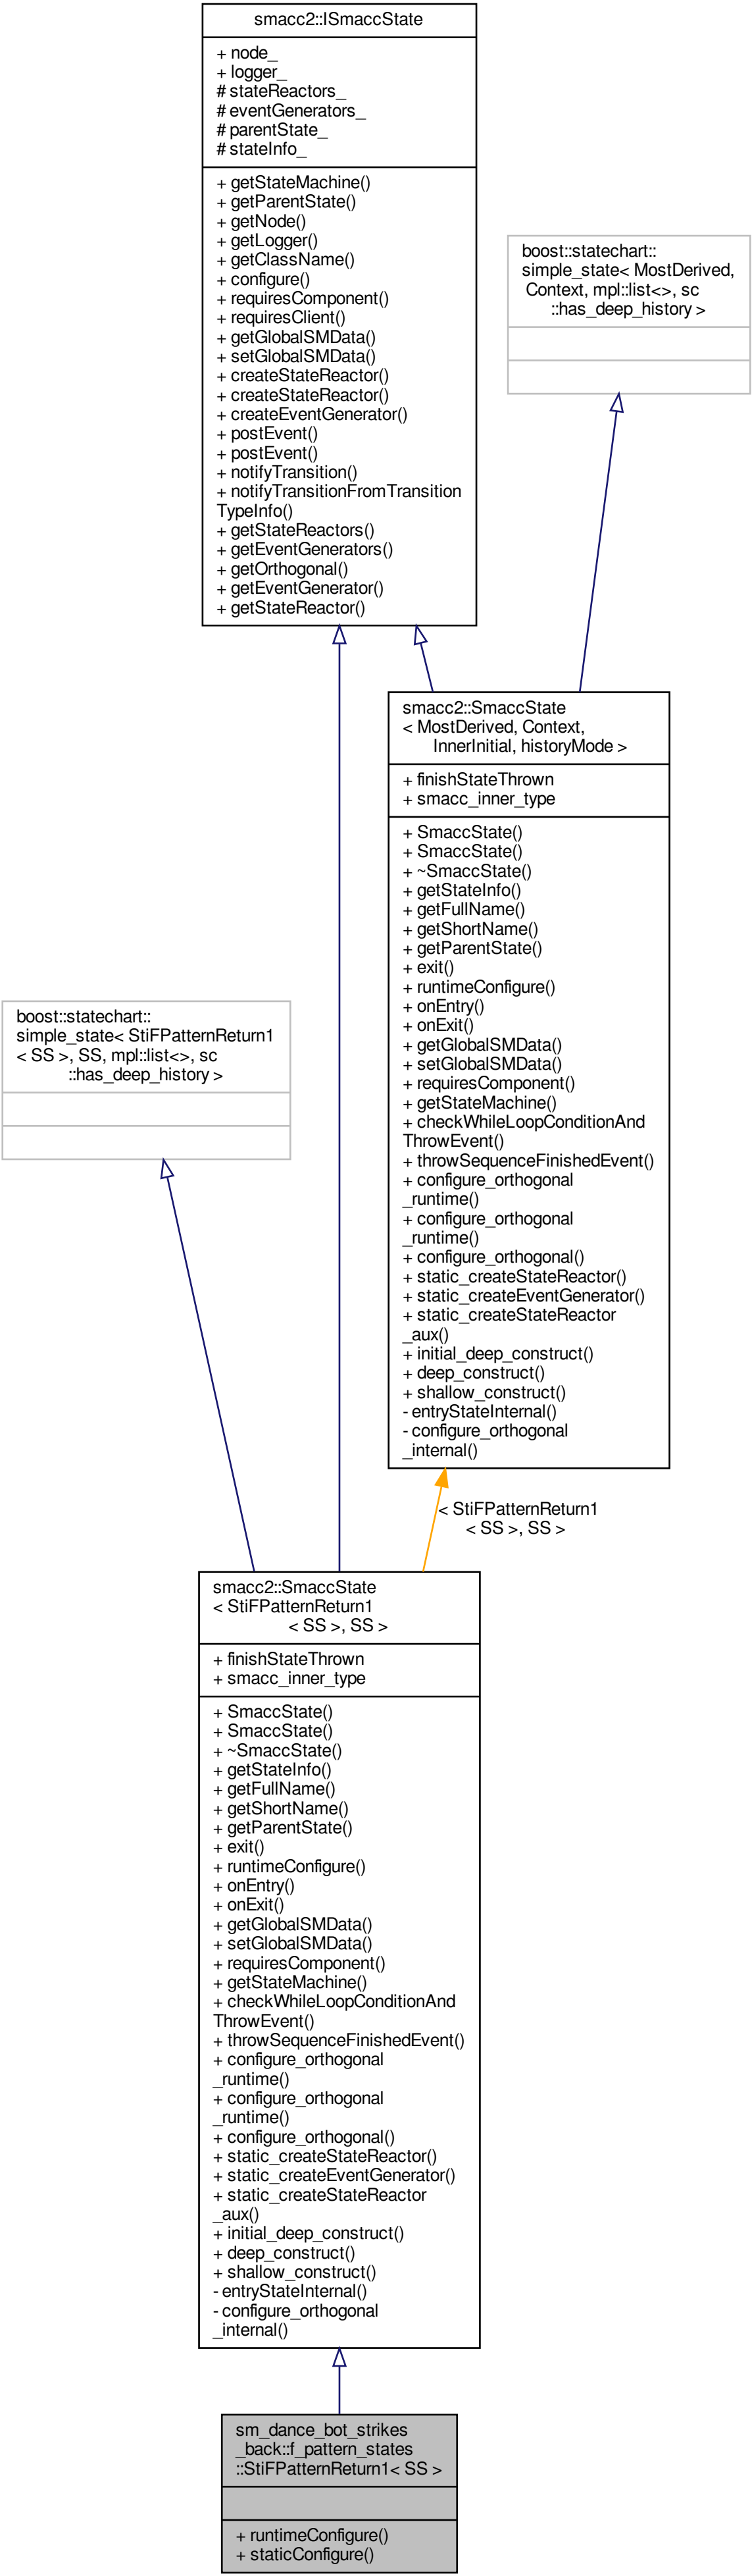 smacc2::ISmaccState
+ node_
+ logger_
# stateReactors_
# eventGenerators_
# parentState_
# stateInfo_
+ getStateMachine()
+ getParentState()
+ getNode()
+ getLogger()
+ getClassName()
+ configure()
+ requiresComponent()
+ requiresClient()
+ getGlobalSMData()
+ setGlobalSMData()
+ createStateReactor()
+ createStateReactor()
+ createEventGenerator()
+ postEvent()
+ postEvent()
+ notifyTransition()
+ notifyTransitionFromTransition
TypeInfo()
+ getStateReactors()
+ getEventGenerators()
+ getOrthogonal()
+ getEventGenerator()
+ getStateReactor()
boost::statechart::
simple_state< MostDerived,
Context, mpl::list<>, sc
::has_deep_history >
smacc2::SmaccState
< MostDerived, Context,
InnerInitial, historyMode >
+ finishStateThrown
+ smacc_inner_type
+ SmaccState()
+ SmaccState()
+ ~SmaccState()
+ getStateInfo()
+ getFullName()
+ getShortName()
+ getParentState()
+ exit()
+ runtimeConfigure()
+ onEntry()
+ onExit()
+ getGlobalSMData()
+ setGlobalSMData()
+ requiresComponent()
+ getStateMachine()
+ checkWhileLoopConditionAnd
ThrowEvent()
+ throwSequenceFinishedEvent()
+ configure_orthogonal
_runtime()
+ configure_orthogonal
_runtime()
+ configure_orthogonal()
+ static_createStateReactor()
+ static_createEventGenerator()
+ static_createStateReactor
_aux()
+ initial_deep_construct()
+ deep_construct()
+ shallow_construct()
- entryStateInternal()
- configure_orthogonal
_internal()
boost::statechart::
simple_state< StiFPatternReturn1
< SS >, SS, mpl::list<>, sc
::has_deep_history >
< StiFPatternReturn1
< SS >, SS >
smacc2::SmaccState
< StiFPatternReturn1
< SS >, SS >
+ finishStateThrown
+ smacc_inner_type
+ SmaccState()
+ SmaccState()
+ ~SmaccState()
+ getStateInfo()
+ getFullName()
+ getShortName()
+ getParentState()
+ exit()
+ runtimeConfigure()
+ onEntry()
+ onExit()
+ getGlobalSMData()
+ setGlobalSMData()
+ requiresComponent()
+ getStateMachine()
+ checkWhileLoopConditionAnd
ThrowEvent()
+ throwSequenceFinishedEvent()
+ configure_orthogonal
_runtime()
+ configure_orthogonal
_runtime()
+ configure_orthogonal()
+ static_createStateReactor()
+ static_createEventGenerator()
+ static_createStateReactor
_aux()
+ initial_deep_construct()
+ deep_construct()
+ shallow_construct()
- entryStateInternal()
- configure_orthogonal
_internal()
sm_dance_bot_strikes
_back::f_pattern_states
::StiFPatternReturn1< SS >
+ runtimeConfigure()
+ staticConfigure()